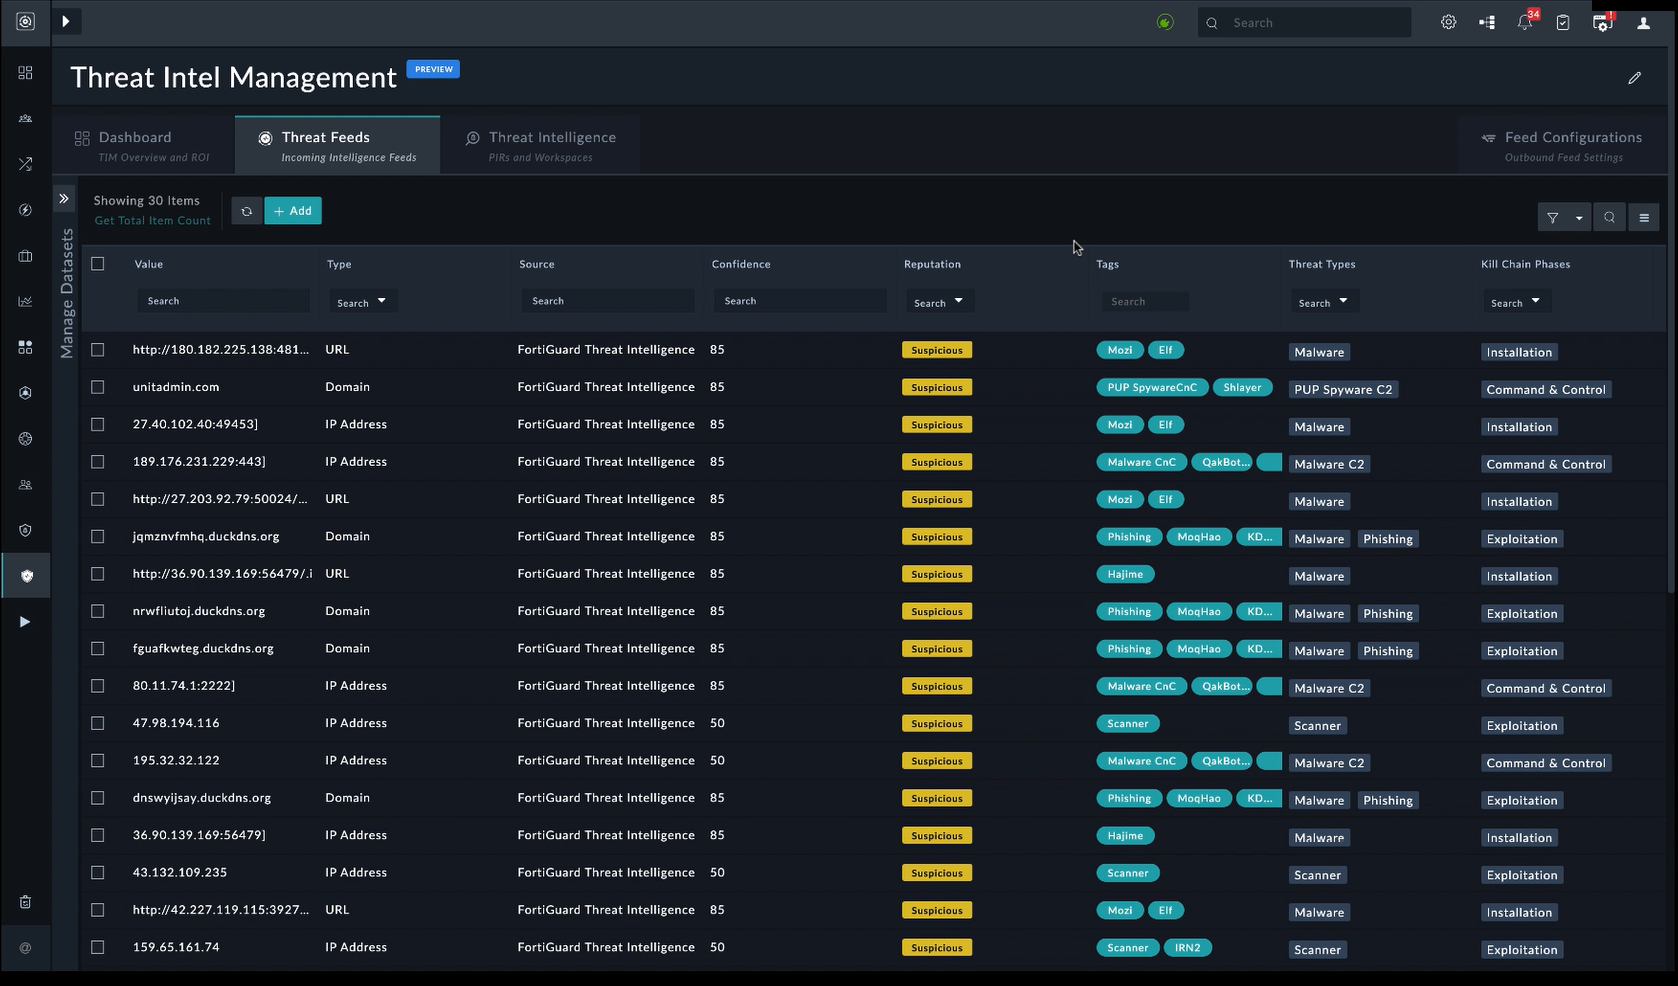 34
Search
Threat Intel Management PREVIEW
Dashboard
TIM Overview and ROI
Threat Feeds
Incoming Intelligence Feeds
Threat Intelligence
PIRs and Workspaces
Feed Configurations
Outbound Feed Settings
Manage Datasets
Showing 30 Items
Get Total Item Count
+ Add
Value Type Source Confidence Reputation Tags Threat Types Kill Chain Phases
Search Search Search Search Search Search Search Search
http://180.182.225.138:481... URL FortiGuard Threat Intelligence 85 Suspicious Mozi Elf Malware Installation
unitadmin.com Domain FortiGuard Threat Intelligence 85 Suspicious PUP SpywareCnC Shlayer PUP Spyware C2 Command & Control
27.40.102.40:49453] IP Address FortiGuard Threat Intelligence 85 Suspicious Mozi Elf Malware Installation
189.176.231.229:443] IP Address FortiGuard Threat Intelligence 85 Suspicious Malware CnC QakBot... Malware C2 Command & Control
http://27.203.92.79:50024/... URL FortiGuard Threat Intelligence 85 Suspicious Mozi Elf Malware Installation
jqmznvfmhq.duckdns.org Domain FortiGuard Threat Intelligence 85 Suspicious Phishing MoqHao KD... Malware Phishing Exploitation
http://36.90.139.169:56479/.i URL FortiGuard Threat Intelligence 85 Suspicious Hajime Malware Installation
nrwfliutoj.duckdns.org Domain FortiGuard Threat Intelligence 85 Suspicious Phishing MoqHao KD... Malware Phishing Exploitation
fguafkwteg.duckdns.org Domain FortiGuard Threat Intelligence 85 Suspicious Phishing MoqHao KD... Malware Phishing Exploitation
80.11.74.1:2222] IP Address FortiGuard Threat Intelligence 85 Suspicious Malware CnC QakBot... Malware C2 Command & Control
47.98.194.116 IP Address FortiGuard Threat Intelligence 50 Suspicious Scanner Scanner Exploitation
195.32.32.122 IP Address FortiGuard Threat Intelligence 50 Suspicious Malware CnC QakBot... Malware C2 Command & Control
dnswyijsay.duckdns.org Domain FortiGuard Threat Intelligence 85 Suspicious Phishing MoqHao KD... Malware Phishing Exploitation
36.90.139.169:56479] IP Address FortiGuard Threat Intelligence 85 Suspicious Hajime Malware Installation
43.132.109.235 IP Address FortiGuard Threat Intelligence 50 Suspicious Scanner Scanner Exploitation
http://42.227.119.115:3927... URL FortiGuard Threat Intelligence 85 Suspicious Mozi Elf Malware Installation
159.65.161.74 IP Address FortiGuard Threat Intelligence 50 Suspicious Scanner IRN2 Scanner Exploitation